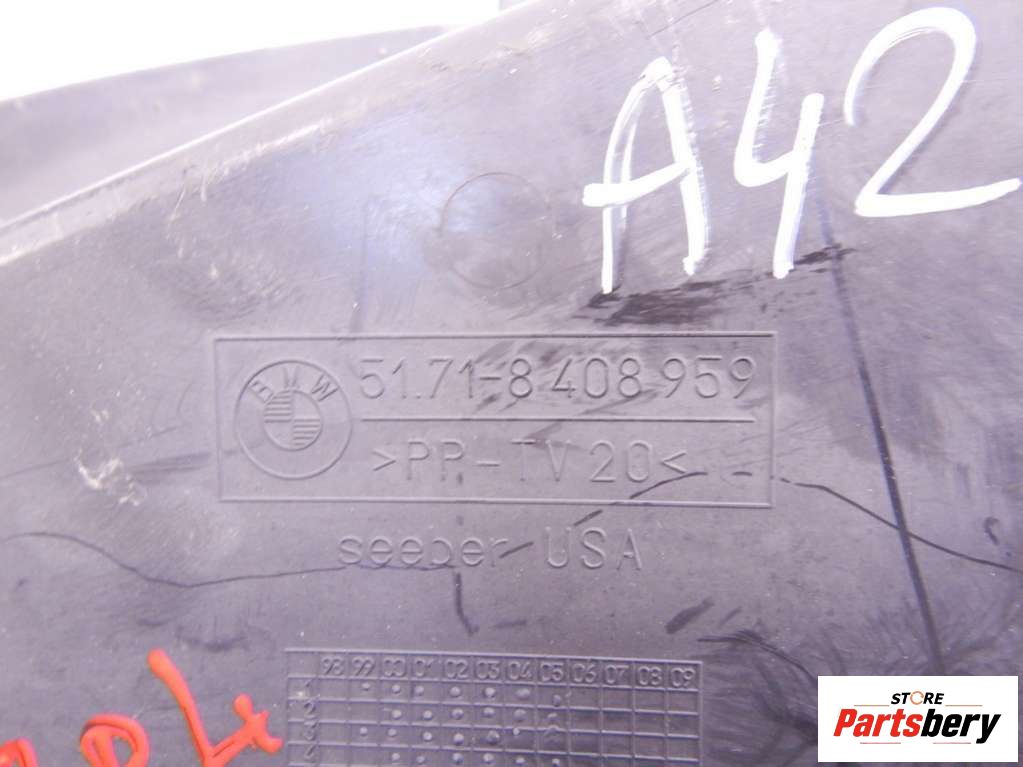 A42
BMW
51.71-8 408 959
>PP-TV20<
seeber USA
98 99 00 01 02 03 04 05 06 07 08 09
STORE
Partsbery